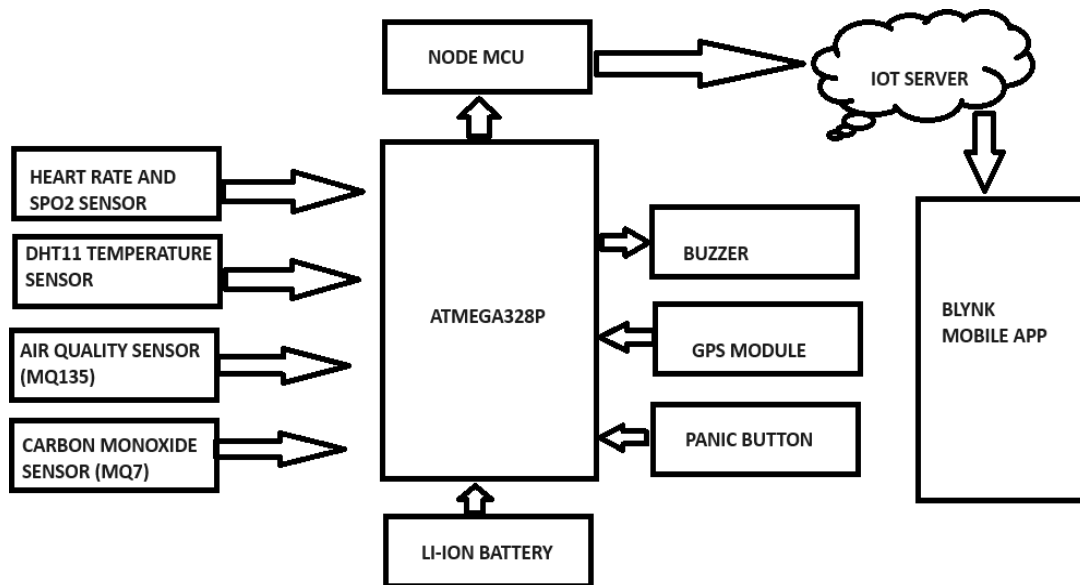 NODE MCU
IOT SERVER
HEART RATE AND
SPO2 SENSOR
DHT11 TEMPERATURE
SENSOR
AIR QUALITY SENSOR
(MQ135)
CARBON MONOXIDE
SENSOR (MQ7)
ATMEGA328P
BUZZER
GPS MODULE
PANIC BUTTON
LI-ION BATTERY
BLYNK
MOBILE APP